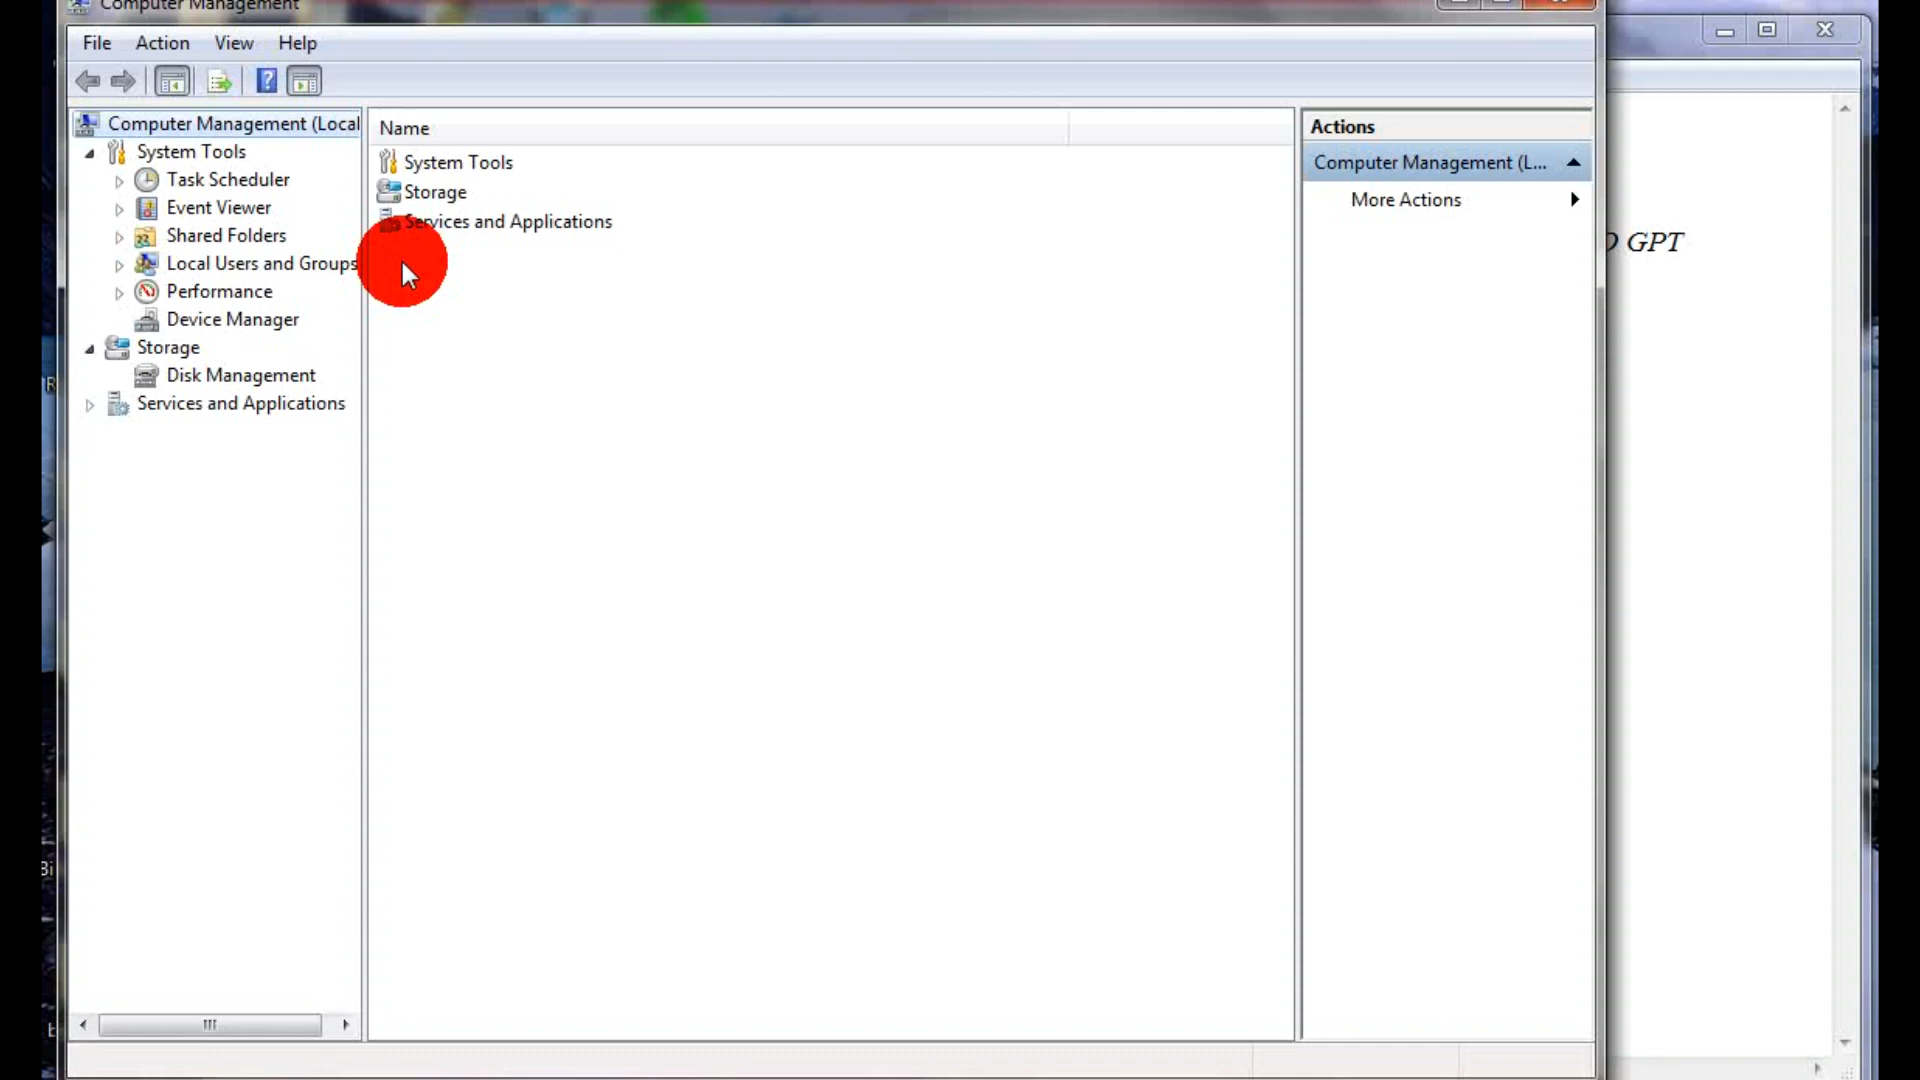 Computer Management
File Action View Help
Computer Management (Local
System Tools
Task Scheduler
Event Viewer
Shared Folders
Local Users and Groups
Performance
Device Manager
Storage
Disk Management
Services and Applications
Name
System Tools
Storage
Services and Applications
Actions
Computer Management (L...
More Actions
GPT
Bi